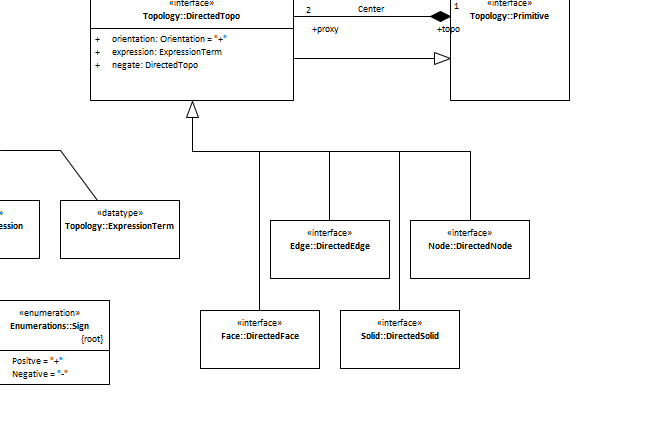 «interface»
Topology::DirectedTopo
+ orientation: Orientation = "+"
+ expression: ExpressionTerm
+ negate: DirectedTopo
2
Center
1
+proxy
+topo
«interface»
Topology::Primitive
»
ession
«datatype»
Topology::ExpressionTerm
«interface»
Edge::DirectedEdge
«interface»
Node::DirectedNode
«enumeration»
Enumerations::Sign
{root}
Positve = "+"
Negative = "-"
«interface»
Face::DirectedFace
«interface»
Solid::DirectedSolid